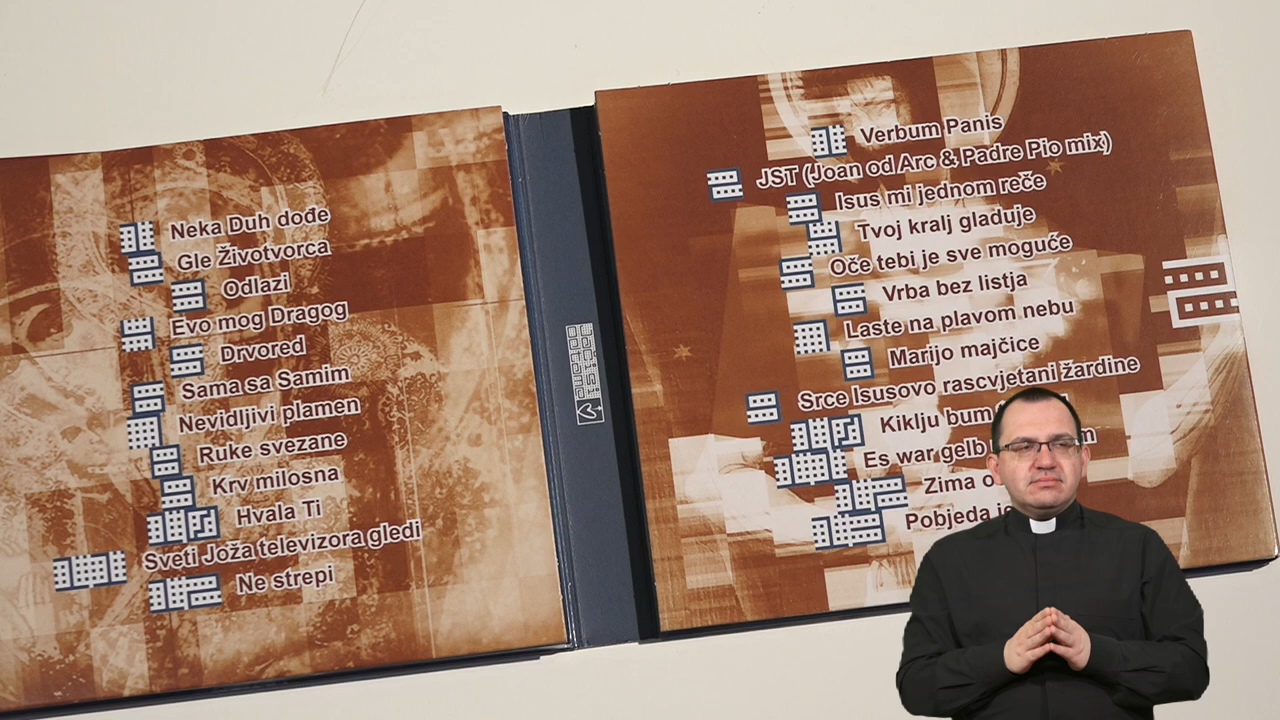 Neka Duh dođe
Gle Životvorca
Odlazi
Evo mog Dragog
Drvored
Sama sa Samim
Nevidljivi plamen
Ruke svezane
Krv milosna
Hvala Ti
Sveti Joža televizora gledi
Ne strepi
Verbum Panis
JST (Joan od Arc & Padre Pio mix)
Isus mi jednom reče
Tvoj kralj gladuje
Oče tebi je sve moguće
Vrba bez listja
Laste na plavom nebu
Marijo majčice
Srce Isusovo rascvjetani žardine
Kiklju bum
Es war gelb
Zima
Pobjeda